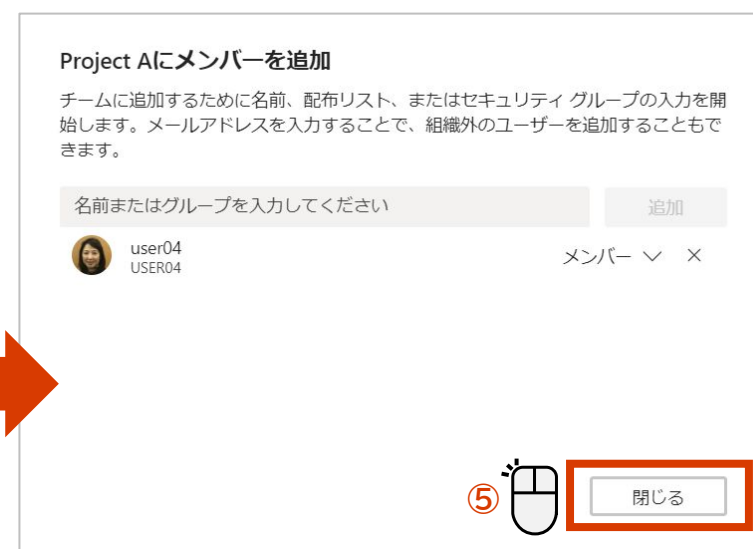 Project Aにメンバーを追加
チームに追加するために名前、配布リスト、またはセキュリティ グループの入力を開
始します。メールアドレスを入力することで、組織外のユーザーを追加することもで
きます。
名前またはグループを入力してください
追加
user04
USER04
メンバー
⑤
閉じる